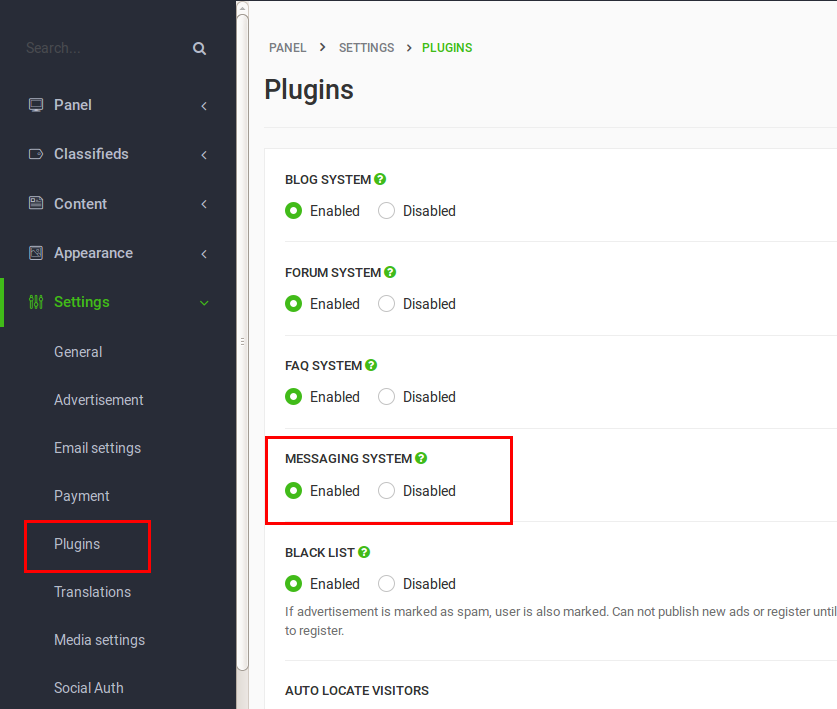 Search...
Panel
Classifieds
Content
Appearance
Settings
General
Advertisement
Email settings
Payment
Plugins
Translations
Media settings
Social Auth
PANEL > SETTINGS > PLUGINS
Plugins
BLOG SYSTEM ?
Enabled Disabled
FORUM SYSTEM ?
Enabled Disabled
FAQ SYSTEM ?
Enabled Disabled
MESSAGING SYSTEM ?
Enabled Disabled
BLACK LIST ?
Enabled Disabled
If advertisement is marked as spam, user is also marked. Can not publish new ads or register until
to register.
AUTO LOCATE VISITORS